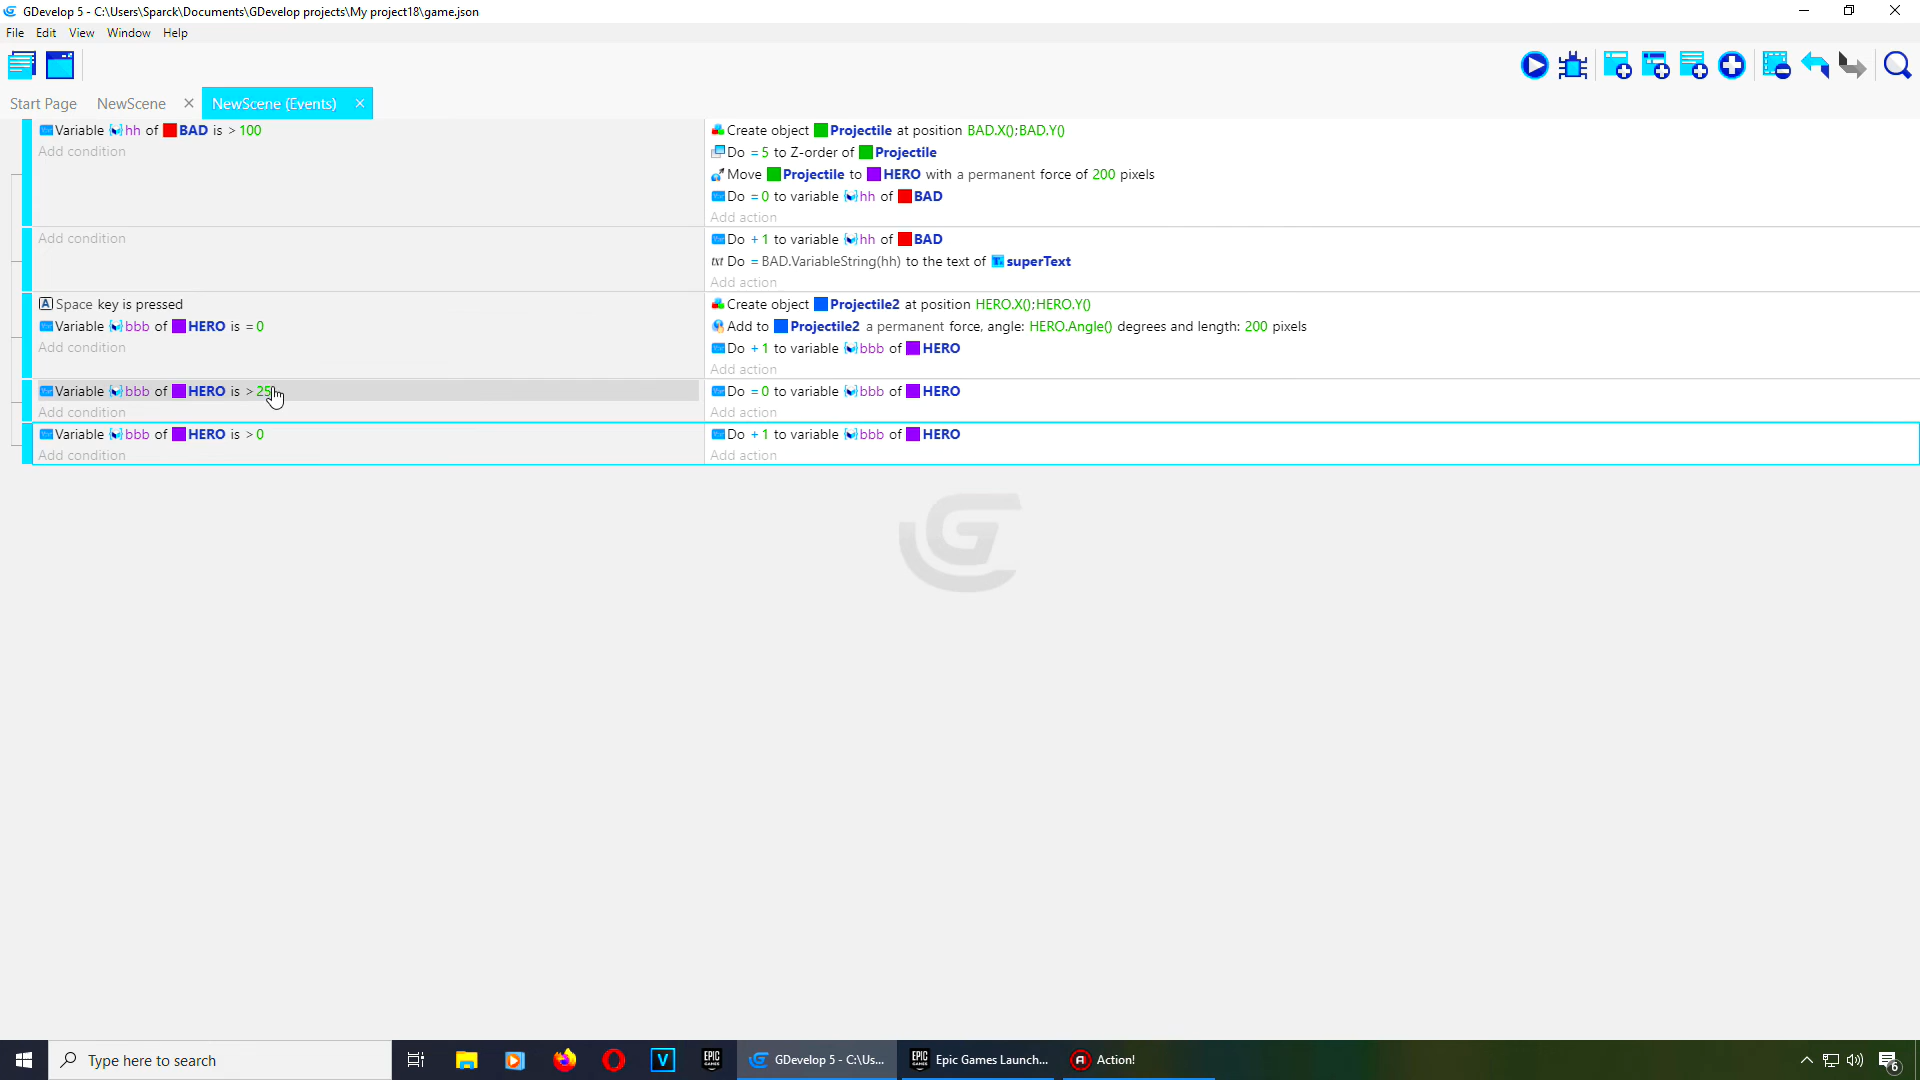 GDevelop 5 - C:\Users\Sparck\Documents\GDevelop projects\My project18\game.json
File Edit View Window Help
Start Page NewScene × NewScene (Events) ×
Variable hh of BAD is > 100
Add condition
Create object Projectile at position BAD.X();BAD.Y()
Do = 5 to Z-order of Projectile
Move Projectile to HERO with a permanent force of 200 pixels
Do = 0 to variable hh of BAD
Add action
Add condition
Do + 1 to variable hh of BAD
txt Do = BAD.VariableString(hh) to the text of superText
Add action
A Space key is pressed
Variable bbb of HERO is = 0
Add condition
Create object Projectile2 at position HERO.X();HERO.Y()
Add to Projectile2 a permanent force, angle: HERO.Angle() degrees and length: 200 pixels
Do + 1 to variable bbb of HERO
Add action
Variable bbb of HERO is > 25
Add condition
Do = 0 to variable bbb of HERO
Add action
Variable bbb of HERO is > 0
Add condition
Do + 1 to variable bbb of HERO
Add action
Type here to search
V
EPIC GAMES
GDevelop 5 - C:\Us...
EPIC GAMES Epic Games Launch...
Action!
6